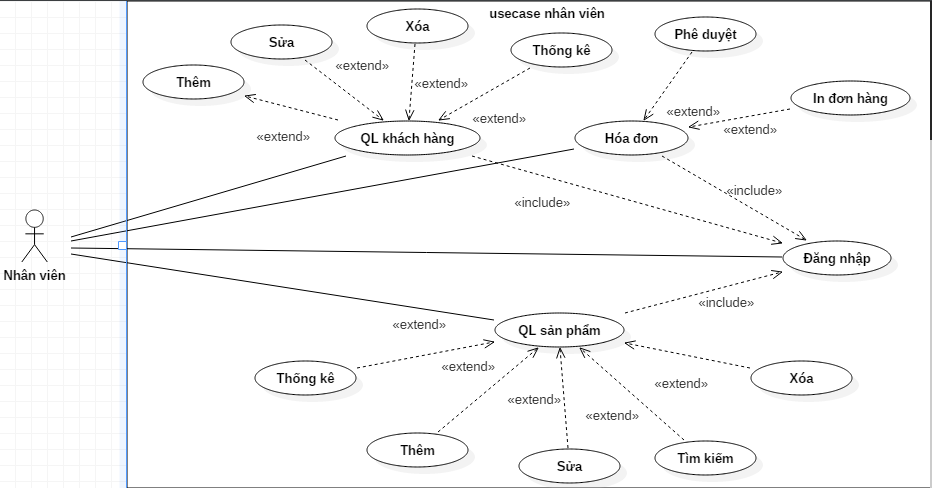 usecase nhân viên
Xóa
Sửa
Thống kê
Phê duyệt
Thêm
In đơn hàng
«extend»
«extend»
«extend»
«extend»
«extend»
«extend»
QL khách hàng
Hóa đơn
«include»
«include»
Nhân viên
Đăng nhập
«include»
«extend»
QL sản phẩm
«extend»
Thống kê
«extend»
Xóa
«extend»
«extend»
Thêm
Sửa
Tìm kiếm